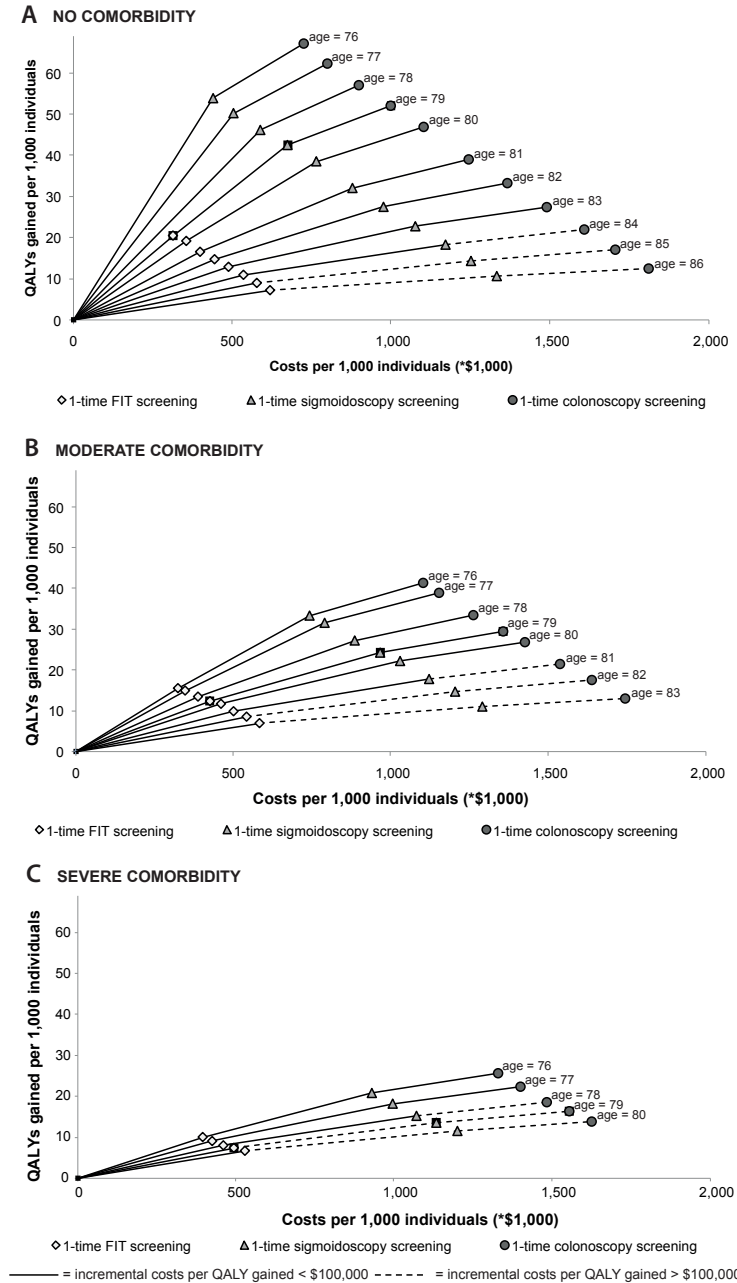 A NO COMORBIDITY
QALYs gained per 1,000 individuals
60
50
40
30
20
10
0
age = 76
age = 77
age = 78
age = 79
age = 80
age = 81
age = 82
age = 83
age = 84
age = 85
age = 86
0 500 1,000 1,500 2,000
Costs per 1,000 individuals (*$1,000)
1-time FIT screening 1-time sigmoidoscopy screening 1-time colonoscopy screening
B MODERATE COMORBIDITY
QALYs gained per 1,000 individuals
60
50
40
30
20
10
0
age = 76
age = 77
age = 78
age = 79
age = 80
age = 81
age = 82
age = 83
0 500 1,000 1,500 2,000
Costs per 1,000 individuals (*$1,000)
1-time FIT screening 1-time sigmoidoscopy screening 1-time colonoscopy screening
C SEVERE COMORBIDITY
QALYs gained per 1,000 individuals
60
50
40
30
20
10
0
age = 76
age = 77
age = 78
age = 79
age = 80
0 500 1,000 1,500 2,000
Costs per 1,000 individuals (*$1,000)
1-time FIT screening 1-time sigmoidoscopy screening 1-time colonoscopy screening
= incremental costs per QALY gained < $100,000 = incremental costs per QALY gained > $100,000